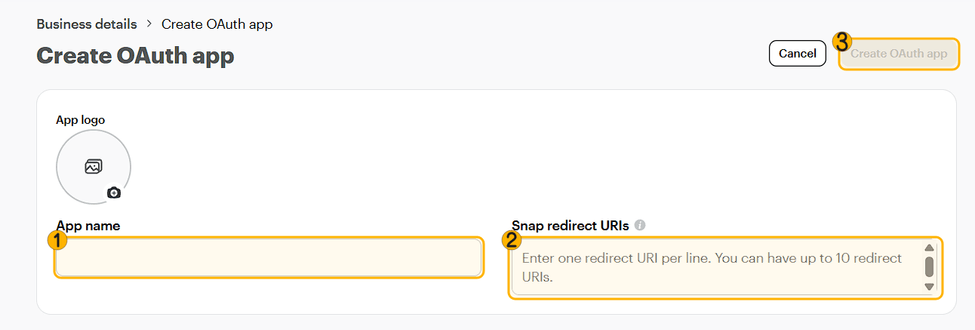 Business details > Create OAuth app
Create OAuth app
Cancel
3
Create OAuth app
App logo
App name
1
Snap redirect URIs
2
Enter one redirect URI per line. You can have up to 10 redirect
URIs.